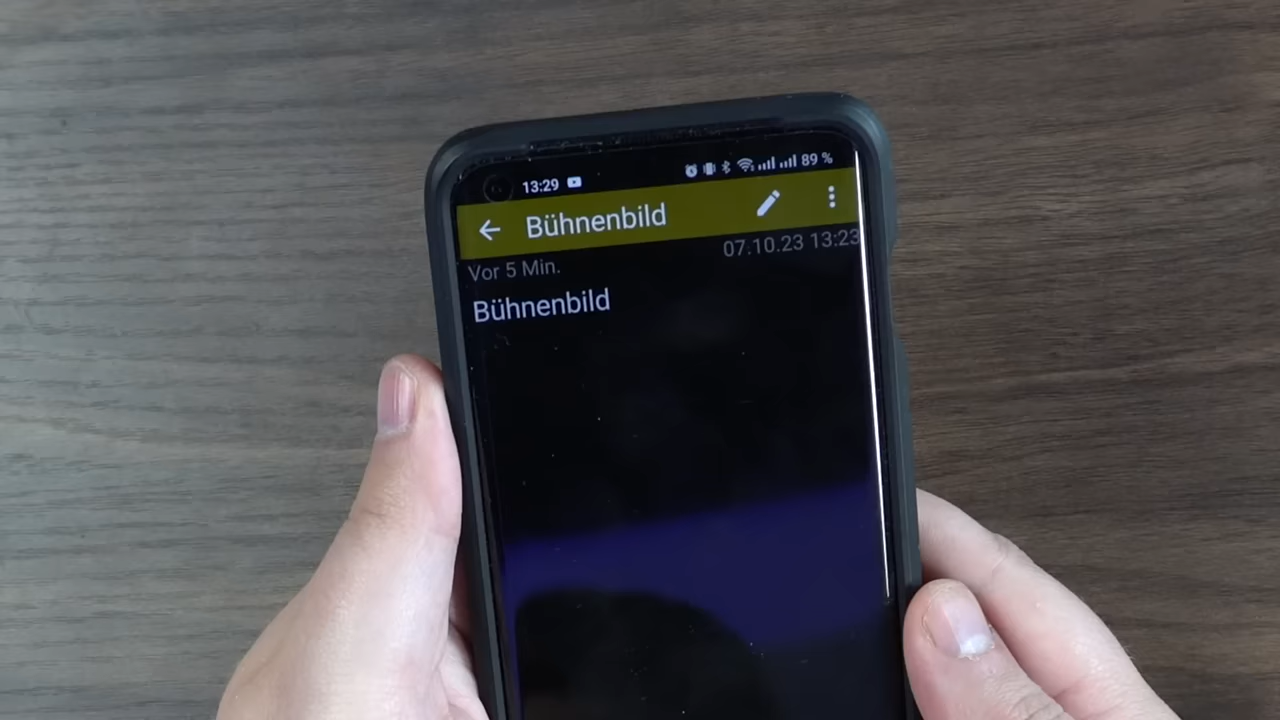 13:29 89 %
Bühnenbild
07.10.23 13:23
Vor 5 Min.
Bühnenbild